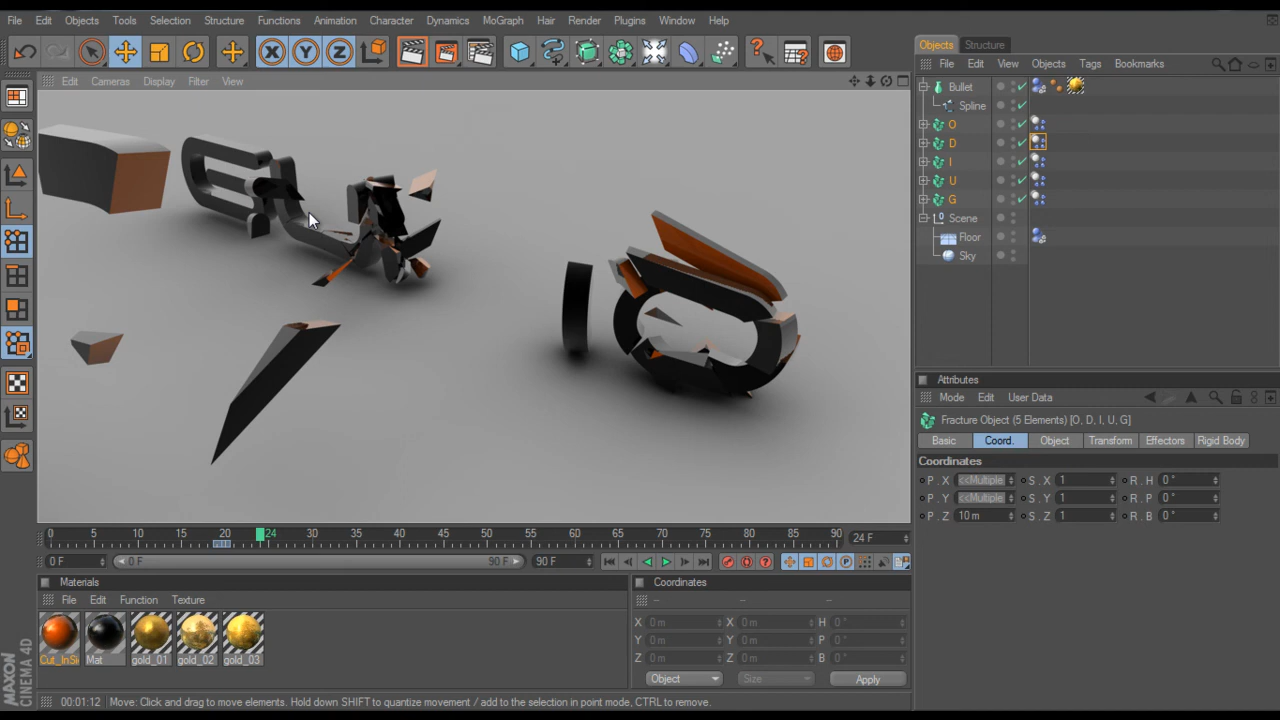 File Edit Objects Tools Selection Structure Functions Animation Character Dynamics MoGraph Hair Render Plugins Window Help
Objects Structure
File Edit View Objects Tags Bookmarks
Edit Cameras Display Filter View
Bullet
Spline
O
D
I
U
G
Scene
Floor
Sky
Attributes
Mode Edit User Data
Fracture Object (5 Elements) [O, D, I, U, G]
Basic Coord. Object Transform Effectors Rigid Body
Coordinates
P . X <<Multiple S . X 1 R . H 0 °
P . Y <<Multiple S . Y 1 R . P 0 °
P . Z 10 m S . Z 1 R . B 0 °
0 5 10 15 20 24 30 35 40 45 50 55 60 65 70 75 80 85 90 24 F
0 F 0 F 90 F 90 F
Materials
File Edit Function Texture
Cut_InSi Mat gold_01 gold_02 gold_03
Coordinates
-- -- --
X 0 m X 0 m H 0 °
Y 0 m Y 0 m P 0 °
Z 0 m Z 0 m B 0 °
Object Size Apply
MAXON CINEMA 4D
00:01:12 Move: Click and drag to move elements. Hold down SHIFT to quantize movement / add to the selection in point mode, CTRL to remove.